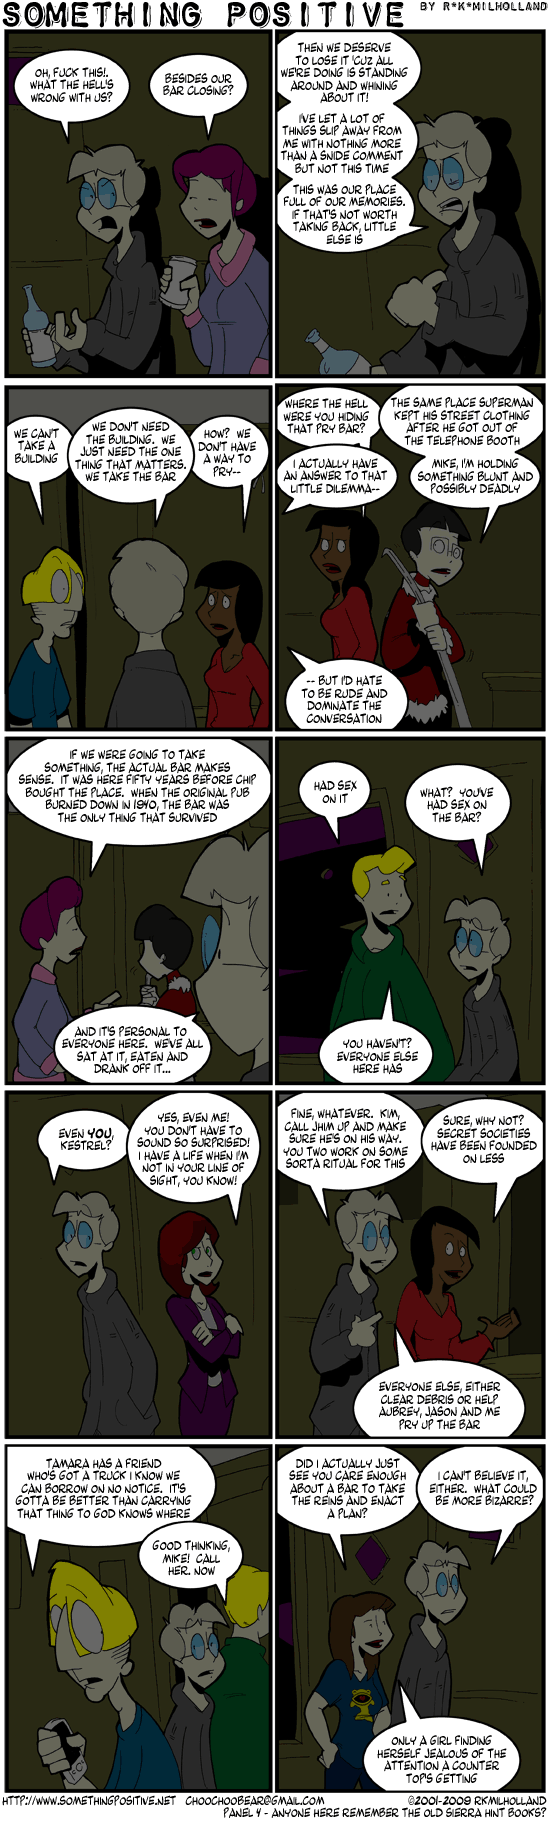 SOMETHING POSITIVE BY R*K*MILHOLLAND
OH, FUCK THIS!.
WHAT THE HELL'S
WRONG WITH US?
BESIDES OUR
BAR CLOSING?
THEN WE DESERVE
TO LOSE IT 'CUZ ALL
WE'RE DOING IS STANDING
AROUND AND WHINING
ABOUT IT!
I'VE LET A LOT OF
THINGS SLIP AWAY FROM
ME WITH NOTHING MORE
THAN A SNIDE COMMENT
BUT NOT THIS TIME
THIS WAS OUR PLACE
FULL OF OUR MEMORIES.
IF THAT'S NOT WORTH
TAKING BACK, LITTLE
ELSE IS
WE CAN'T
TAKE A
BUILDING
WE DON'T NEED
THE BUILDING. WE
JUST NEED THE ONE
THING THAT MATTERS.
WE TAKE THE BAR
HOW? WE
DON'T HAVE
A WAY TO
PRY--
WHERE THE HELL
WERE YOU HIDING
THAT PRY BAR?
THE SAME PLACE SUPERMAN
KEPT HIS STREET CLOTHING
AFTER HE GOT OUT OF
THE TELEPHONE BOOTH
I ACTUALLY HAVE
AN ANSWER TO THAT
LITTLE DILEMMA--
MIKE, I'M HOLDING
SOMETHING BLUNT AND
POSSIBLY DEADLY
-- BUT I'D HATE
TO BE RUDE AND
DOMINATE THE
CONVERSATION
IF WE WERE GOING TO TAKE
SOMETHING, THE ACTUAL BAR MAKES
SENSE. IT WAS HERE FIFTY YEARS BEFORE CHIP
BOUGHT THE PLACE. WHEN THE ORIGINAL PUB
BURNED DOWN IN 1940, THE BAR WAS
THE ONLY THING THAT SURVIVED
AND IT'S PERSONAL TO
EVERYONE HERE. WE'VE ALL
SAT AT IT, EATEN AND
DRANK OFF IT...
HAD SEX
ON IT
WHAT? YOU'VE
HAD SEX ON
THE BAR?
YOU HAVEN'T?
EVERYONE ELSE
HERE HAS
EVEN YOU,
KESTREL?
YES, EVEN ME!
YOU DON'T HAVE TO
SOUND SO SURPRISED!
I HAVE A LIFE WHEN I'M
NOT IN YOUR LINE OF
SIGHT, YOU KNOW!
FINE, WHATEVER. KIM,
CALL JHIM UP AND MAKE
SURE HE'S ON HIS WAY.
YOU TWO WORK ON SOME
SORTA RITUAL FOR THIS
SURE, WHY NOT?
SECRET SOCIETIES
HAVE BEEN FOUNDED
ON LESS
EVERYONE ELSE, EITHER
CLEAR DEBRIS OR HELP
AUBREY, JASON AND ME
PRY UP THE BAR
TAMARA HAS A FRIEND
WHO'S GOT A TRUCK I KNOW WE
CAN BORROW ON NO NOTICE. IT'S
GOTTA BE BETTER THAN CARRYING
THAT THING TO GOD KNOWS WHERE
GOOD THINKING,
MIKE! CALL
HER. NOW
DID I ACTUALLY JUST
SEE YOU CARE ENOUGH
ABOUT A BAR TO TAKE
THE REINS AND ENACT
A PLAN?
I CAN'T BELIEVE IT,
EITHER. WHAT COULD
BE MORE BIZARRE?
ONLY A GIRL FINDING
HERSELF JEALOUS OF THE
ATTENTION A COUNTER
TOP'S GETTING
HTTP://WWW.SOMETHINGPOSITIVE.NET CHOOCHOOBEAR@GMAIL.COM ©2001-2009 RKMILHOLLAND
PANEL 4 - ANYONE HERE REMEMBER THE OLD SIERRA HINT BOOKS?